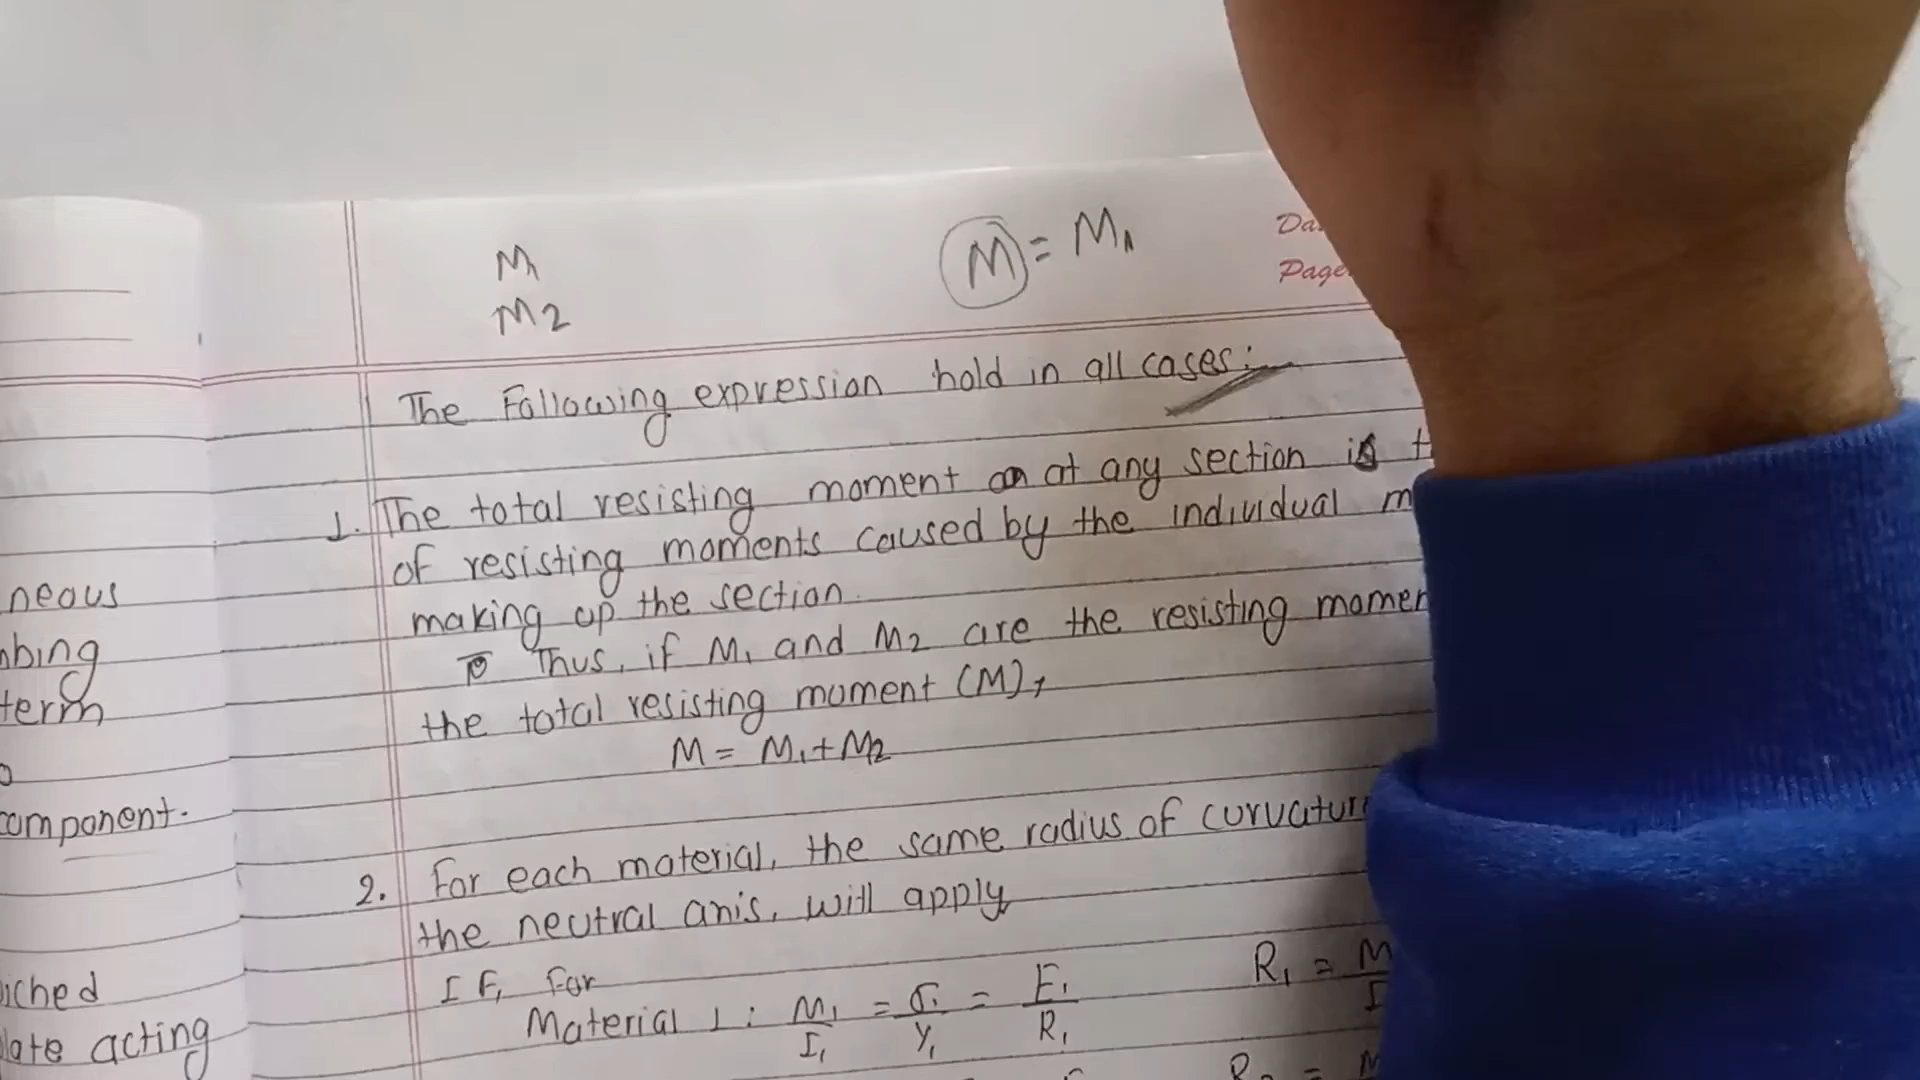 M1
M2
M = M1
Page
The Following expression hold in all cases:
1. The total resisting moment at any section is
of resisting moments caused by the individual
making up the section.
Thus, if M1 and M2 are the resisting
the total resisting moment (M),
M = M1 + M2
2. For each material, the same radius of
the neutral axis, will apply
If, For
Material 1 : M1/I1 = σ1/Y1 = E1/R1
R1 =
neous
term
component.
acting